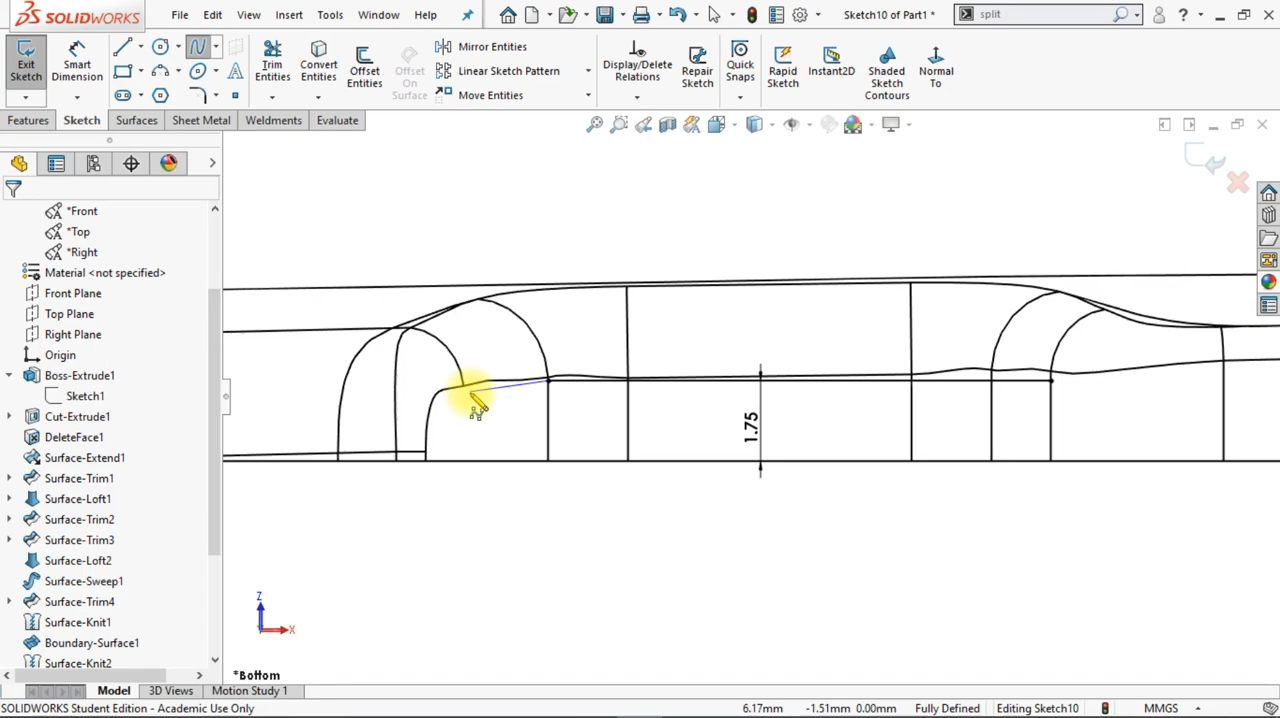 SOLIDWORKS
File Edit View Insert Tools Window Help
Sketch10 of Part1 *
split
Exit Sketch
Smart Dimension
Trim Entities
Convert Entities
Offset Entities
Offset On Surface
Mirror Entities
Linear Sketch Pattern
Move Entities
Display/Delete Relations
Repair Sketch
Quick Snaps
Rapid Sketch
Instant2D
Shaded Sketch Contours
Normal To
Features Sketch Surfaces Sheet Metal Weldments Evaluate
*Front
*Top
*Right
Material <not specified>
Front Plane
Top Plane
Right Plane
Origin
Boss-Extrude1
Sketch1
Cut-Extrude1
DeleteFace1
Surface-Extend1
Surface-Trim1
Surface-Loft1
Surface-Trim2
Surface-Trim3
Surface-Loft2
Surface-Sweep1
Surface-Trim4
Surface-Knit1
Boundary-Surface1
Surface-Knit2
1.75
Z
X
*Bottom
Model 3D Views Motion Study 1
SOLIDWORKS Student Edition - Academic Use Only
6.17mm -1.51mm 0.00mm Fully Defined Editing Sketch10 MMGS